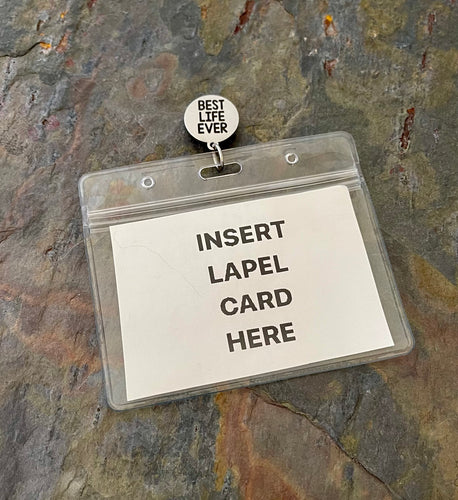 BEST
LIFE
EVER
INSERT
LAPEL
CARD
HERE